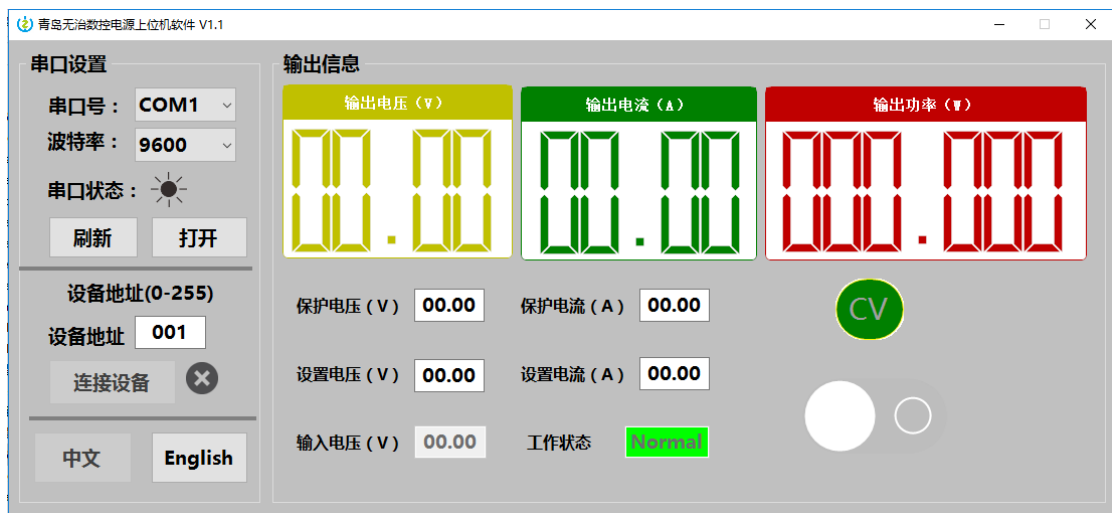 青岛无治数控电源上位机软件 V1.1
串口设置
串口号： COM1
波特率： 9600
串口状态：
刷新 打开
设备地址(0-255)
设备地址 001
连接设备
中文 English
输出信息
输出电压（V） 输出电流（A） 输出功率（W）
00.00 00.00 000.000
保护电压（V） 00.00 保护电流（A） 00.00 CV
设置电压（V） 00.00 设置电流（A） 00.00
输入电压（V） 00.00 工作状态 Normal